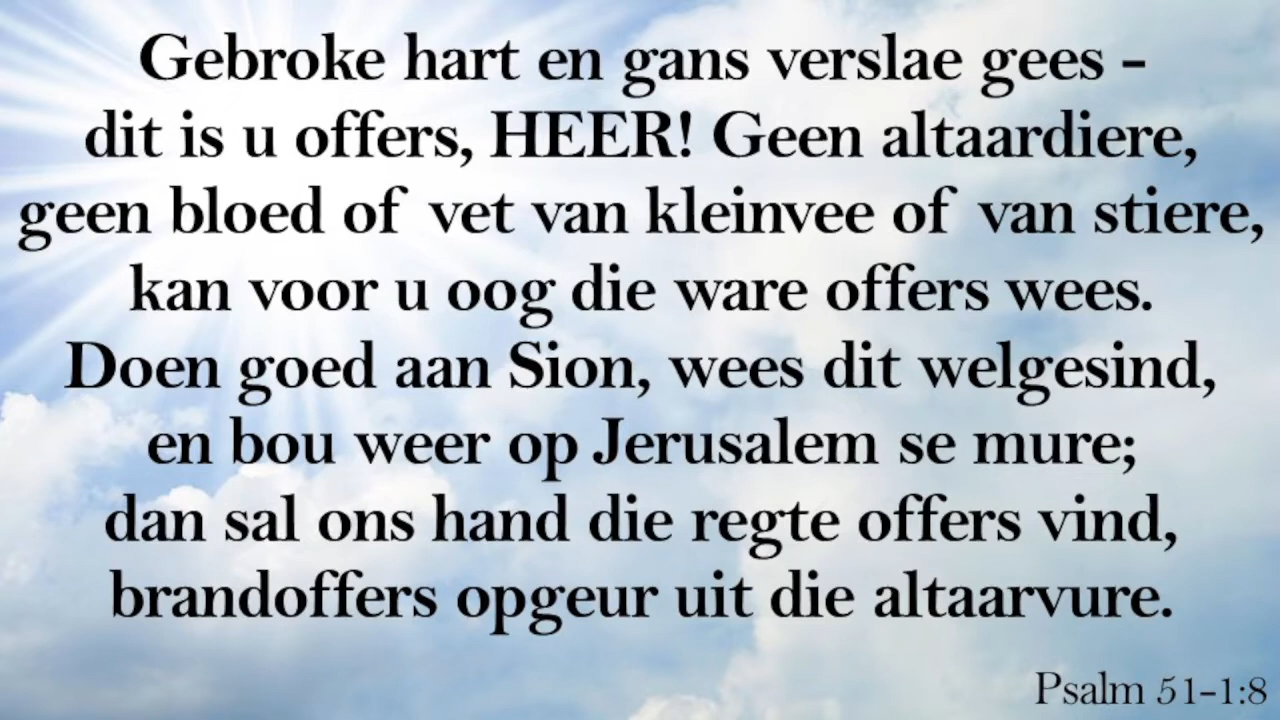 Gebroke hart en gans verslae gees –
dit is u offers, HEER! Geen altaardiere,
geen bloed of vet van kleinvee of van stiere,
kan voor u oog die ware offers wees.
Doen goed aan Sion, wees dit welgesind,
en bou weer op Jerusalem se mure;
dan sal ons hand die regte offers vind,
brandoffers opgeur uit die altaarvure.
Psalm 51-1:8